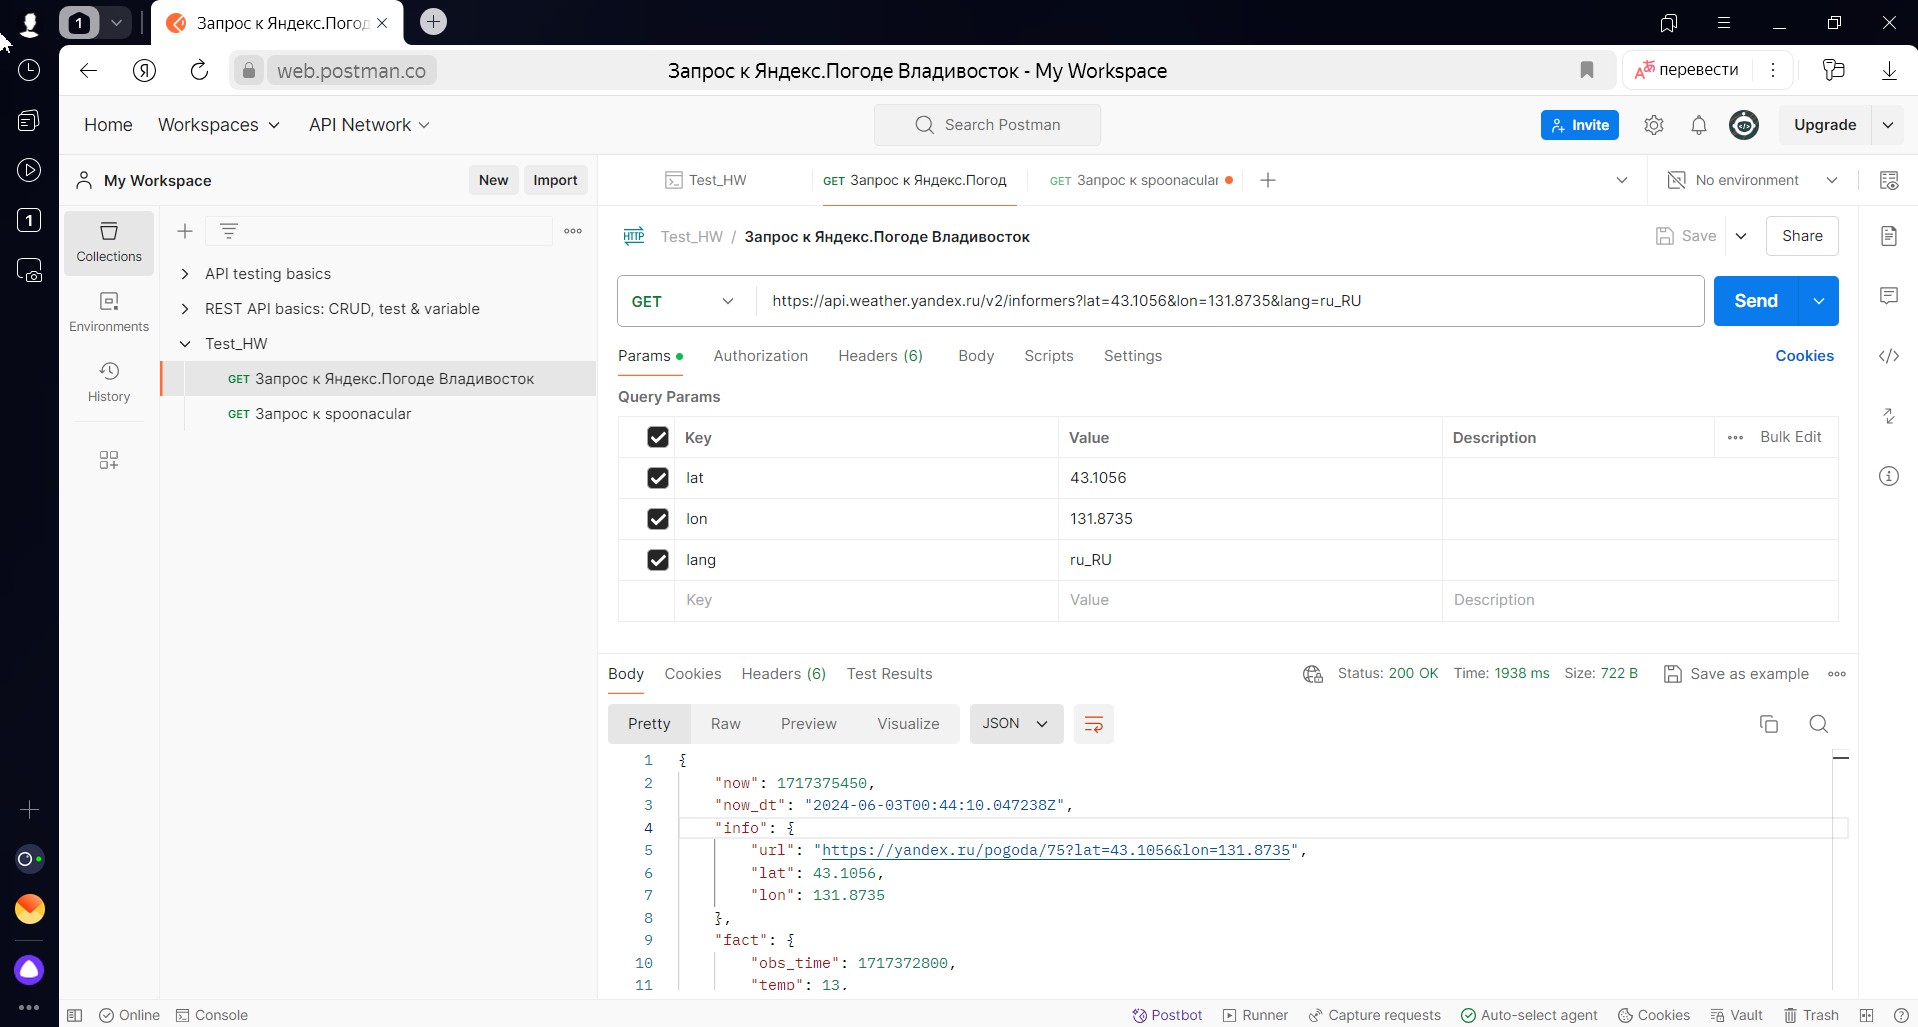 1
Запрос к Яндекс.Погод
web.postman.co
Запрос к Яндекс.Погоде Владивосток - My Workspace
перевести
Home
Workspaces
API Network
Search Postman
Invite
Upgrade
My Workspace
New
Import
Test_HW
GET Запрос к Яндекс.Погод
GET Запрос к spoonacular
No environment
1
Collections
Environments
History
API testing basics
REST API basics: CRUD, test & variable
Test_HW
GET Запрос к Яндекс.Погоде Владивосток
GET Запрос к spoonacular
HTTP
Test_HW / Запрос к Яндекс.Погоде Владивосток
Save
Share
GET
https://api.weather.yandex.ru/v2/informers?lat=43.1056&lon=131.8735&lang=ru_RU
Send
Params
Authorization
Headers (6)
Body
Scripts
Settings
Cookies
Query Params
Key Value Description Bulk Edit
lat 43.1056
lon 131.8735
lang ru_RU
Key Value Description
Body
Cookies
Headers (6)
Test Results
Status: 200 OK
Time: 1938 ms
Size: 722 B
Save as example
Pretty
Raw
Preview
Visualize
JSON
1 {
2 "now": 1717375450,
3 "now_dt": "2024-06-03T00:44:10.047238Z",
4 "info": {
5 "url": "https://yandex.ru/pogoda/75?lat=43.1056&lon=131.8735",
6 "lat": 43.1056,
7 "lon": 131.8735
8 },
9 "fact": {
10 "obs_time": 1717372800,
11 "temp": 13,
Online
Console
Postbot
Runner
Capture requests
Auto-select agent
Cookies
Vault
Trash